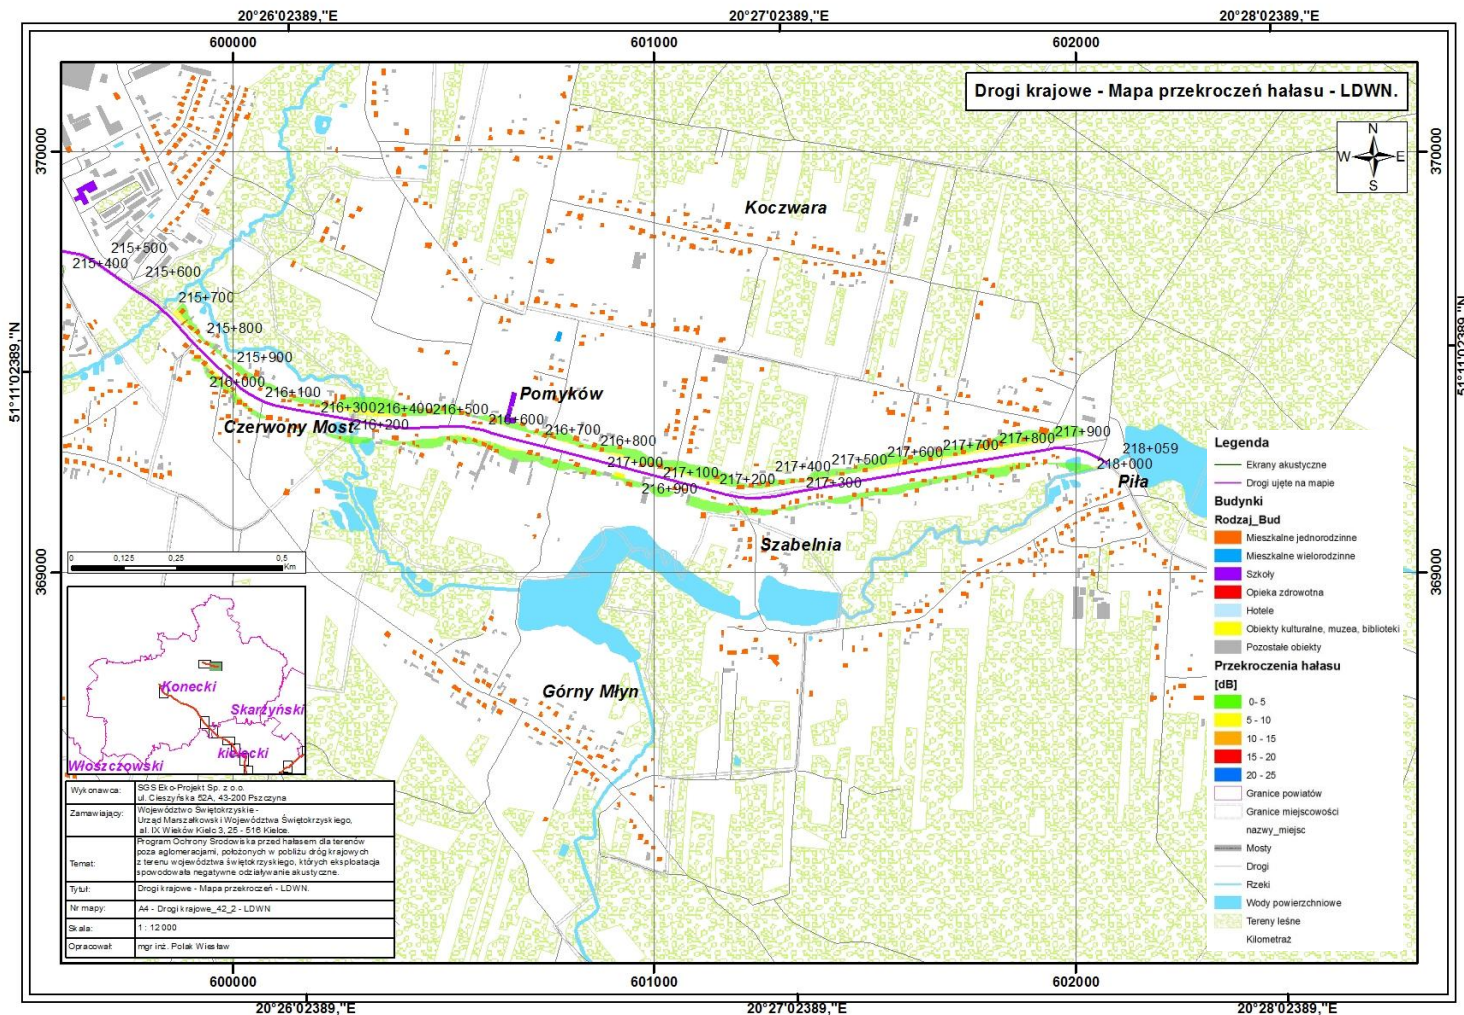 20°26'02389,"E
20°27'02389,"E
20°28'02389,"E
600000
601000
602000
Drogi krajowe - Mapa przekroczeń hałasu - LDWN.
370000
370000
N
W
E
S
Koczwara
215+500
215+400
215+600
215+700
215+800
215+900
216+000
216+100
216+300
216+400
216+500
216+200
216+600
216+700
216+800
217+000
216+900
217+100
217+200
217+400
217+300
217+500
217+600
217+700
217+800
217+900
218+059
218+000
Pomyków
Czerwony Most
Piła
Szabelnia
Górny Młyn
51°11'02389,"N
51°11'02389,"N
369000
369000
0
0,125
0,25
0,5
Km
Konecki
Skarżyński
kielecki
Włoszczowski
Wykonawca:
SGS Eko-Projekt Sp. z o.o.
ul. Cieszyńska 52A, 43-200 Pszczyna
Zamawiający:
Województwo Świętokrzyskie -
Urząd Marszałkowski Województwa Świętokrzyskiego,
al. IX Wieków Kielc 3, 25 - 516 Kielce.
Temat:
Program Ochrony Środowiska przed hałasem dla terenów
poza aglomeracjami, położonych w pobliżu dróg krajowych
z terenu województwa świętokrzyskiego, których eksploatacja
spowodowała negatywne odziaływanie akustyczne.
Tytuł:
Drogi krajowe - Mapa przekroczeń - LDWN.
Nr mapy:
A4 - Drogi krajowe_42_2 - LDWN
Skala:
1 : 12 000
Opracował:
mgr inż. Polak Wiesław
Legenda
Ekrany akustyczne
Drogi ujęte na mapie
Budynki
Rodzaj_Bud
Mieszkalne jednorodzinne
Mieszkalne wielorodzinne
Szkoły
Opieka zdrowotna
Hotele
Obiekty kulturalne, muzea, biblioteki
Pozostałe obiekty
Przekroczenia hałasu
[dB]
0- 5
5 - 10
10 - 15
15 - 20
20 - 25
Granice powiatów
Granice miejscowości
nazwy_miejsc
Mosty
Drogi
Rzeki
Wody powierzchniowe
Tereny leśne
Kilometraż
600000
601000
602000
20°26'02389,"E
20°27'02389,"E
20°28'02389,"E